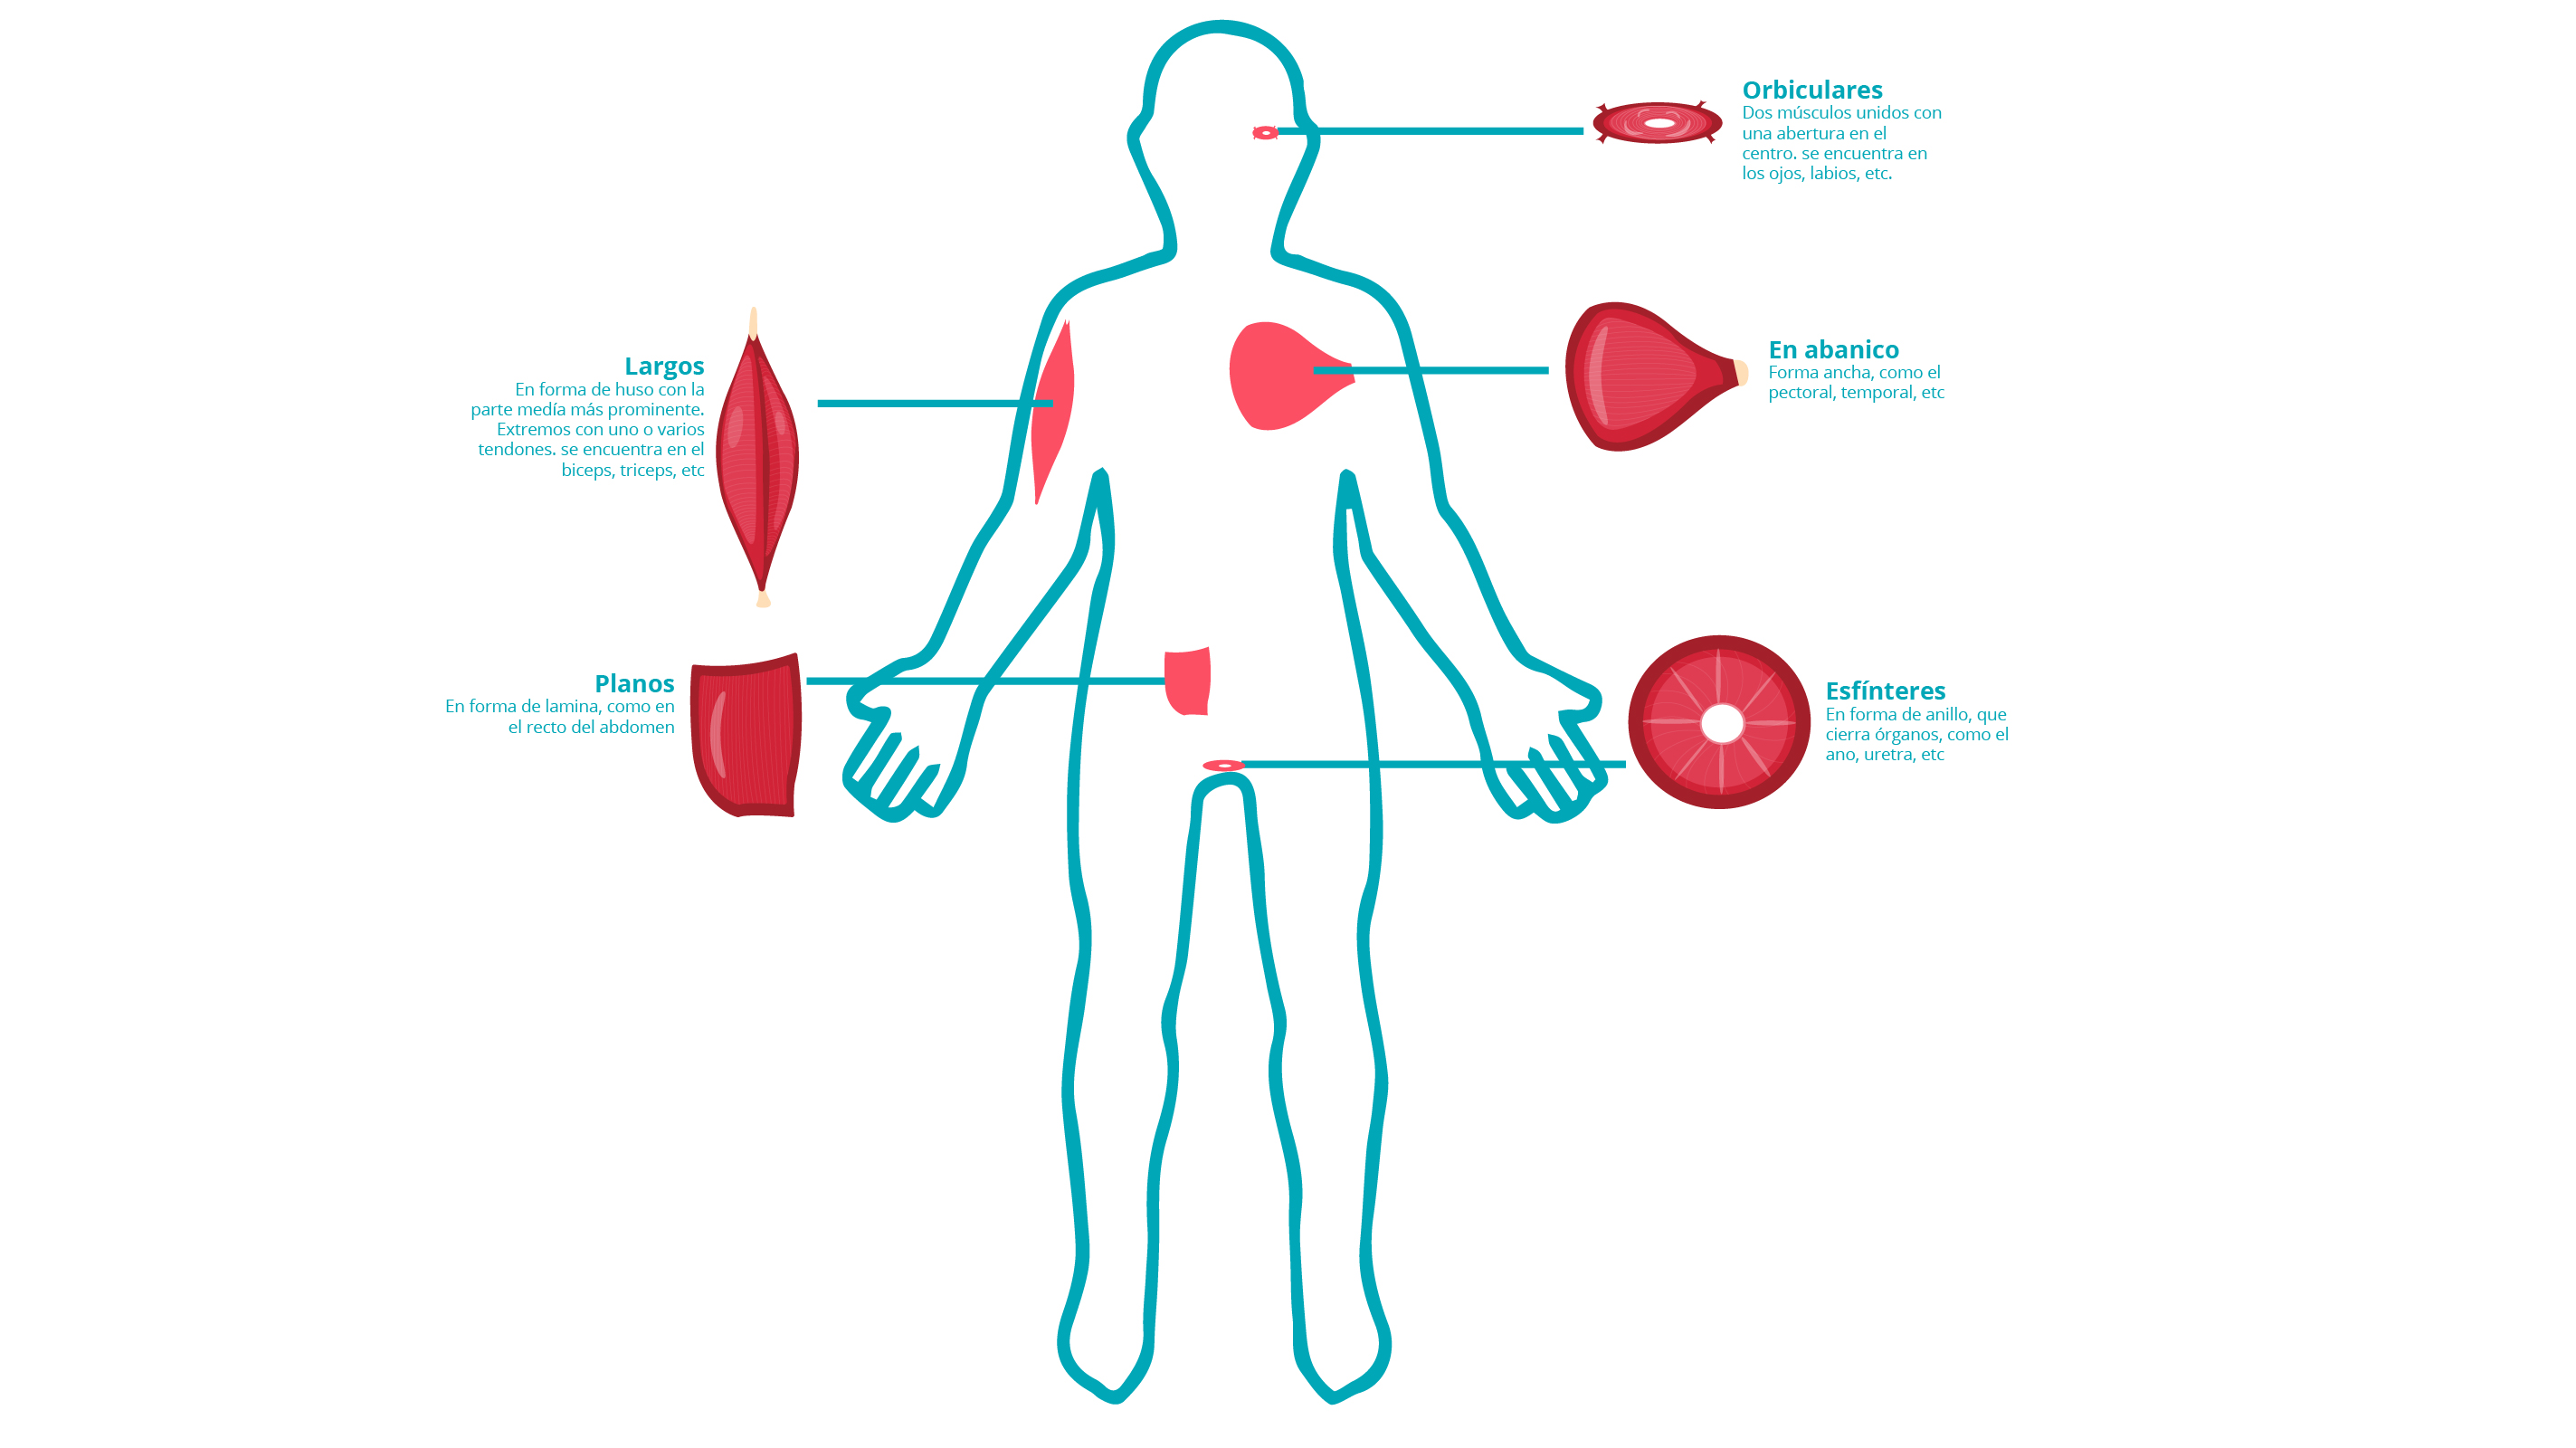 Orbiculares
Dos músculos unidos con
una abertura en el
centro. se encuentra en
los ojos, labios, etc.
Largos
En forma de huso con la
parte medía más prominente.
Extremos con uno o varios
tendones. se encuentra en el
biceps, triceps, etc
En abanico
Forma ancha, como el
pectoral, temporal, etc
Planos
En forma de lamina, como en
el recto del abdomen
Esfínteres
En forma de anillo, que
cierra órganos, como el
ano, uretra, etc